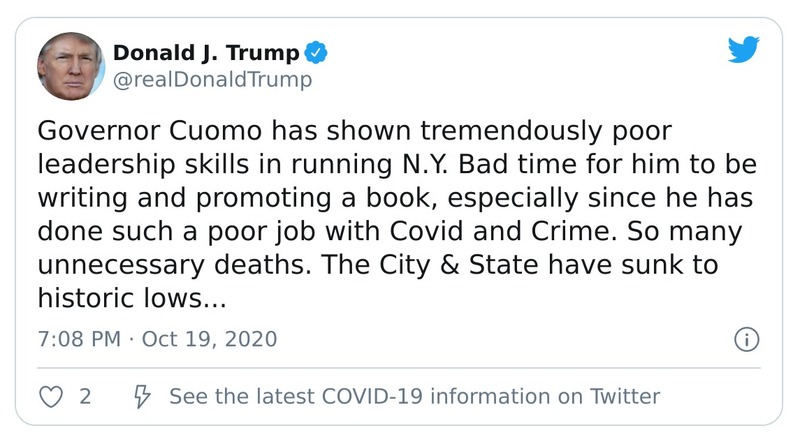 Donald J. Trump
@realDonaldTrump
Governor Cuomo has shown tremendously poor
leadership skills in running N.Y. Bad time for him to be
writing and promoting a book, especially since he has
done such a poor job with Covid and Crime. So many
unnecessary deaths. The City & State have sunk to
historic lows...
7:08 PM · Oct 19, 2020
2 See the latest COVID-19 information on Twitter